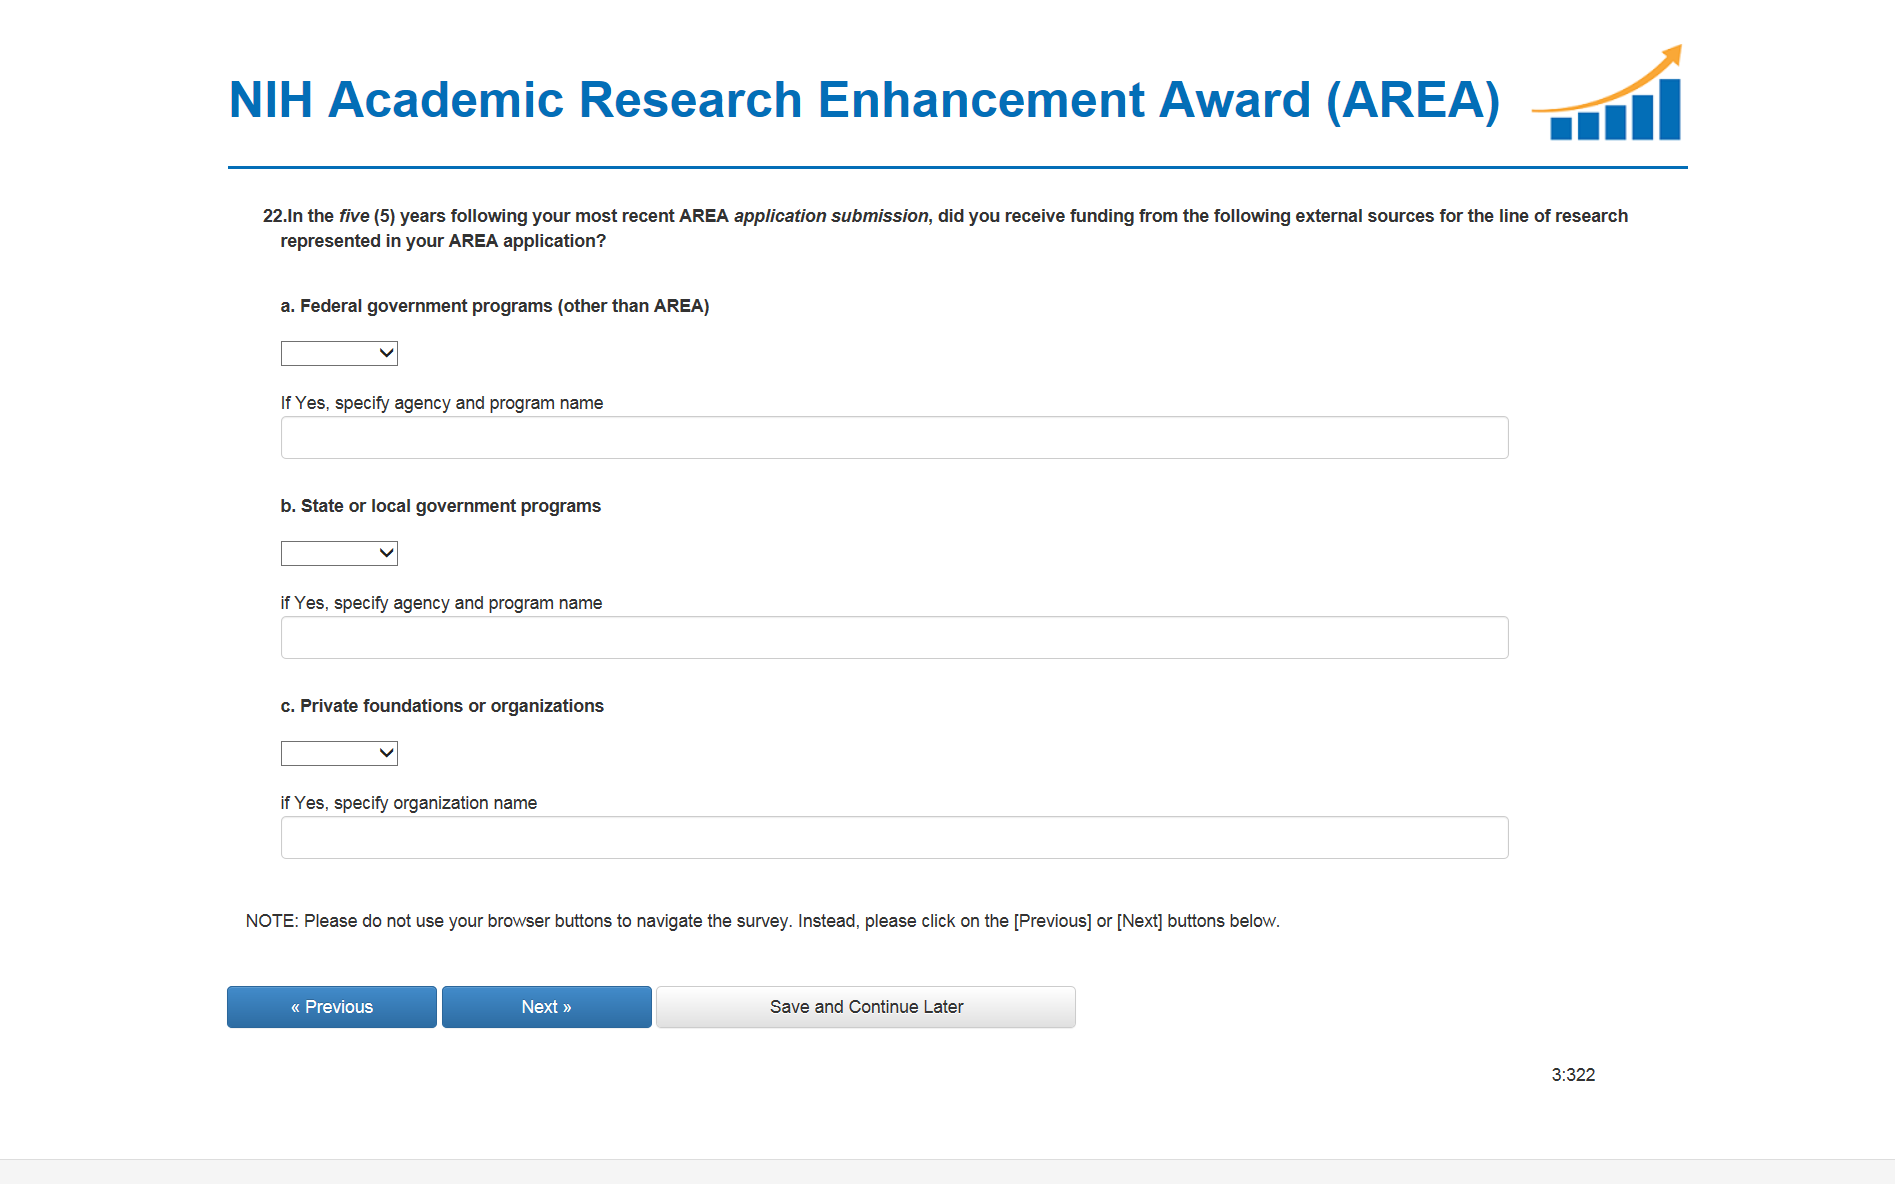 NIH Academic Research Enhancement Award (AREA)
22.In the five (5) years following your most recent AREA application submission, did you receive funding from the following external sources for the line of research
represented in your AREA application?
a. Federal government programs (other than AREA)
If Yes, specify agency and program name
b. State or local government programs
if Yes, specify agency and program name
c. Private foundations or organizations
if Yes, specify organization name
NOTE: Please do not use your browser buttons to navigate the survey. Instead, please click on the [Previous] or [Next] buttons below.
« Previous Next » Save and Continue Later
3:322